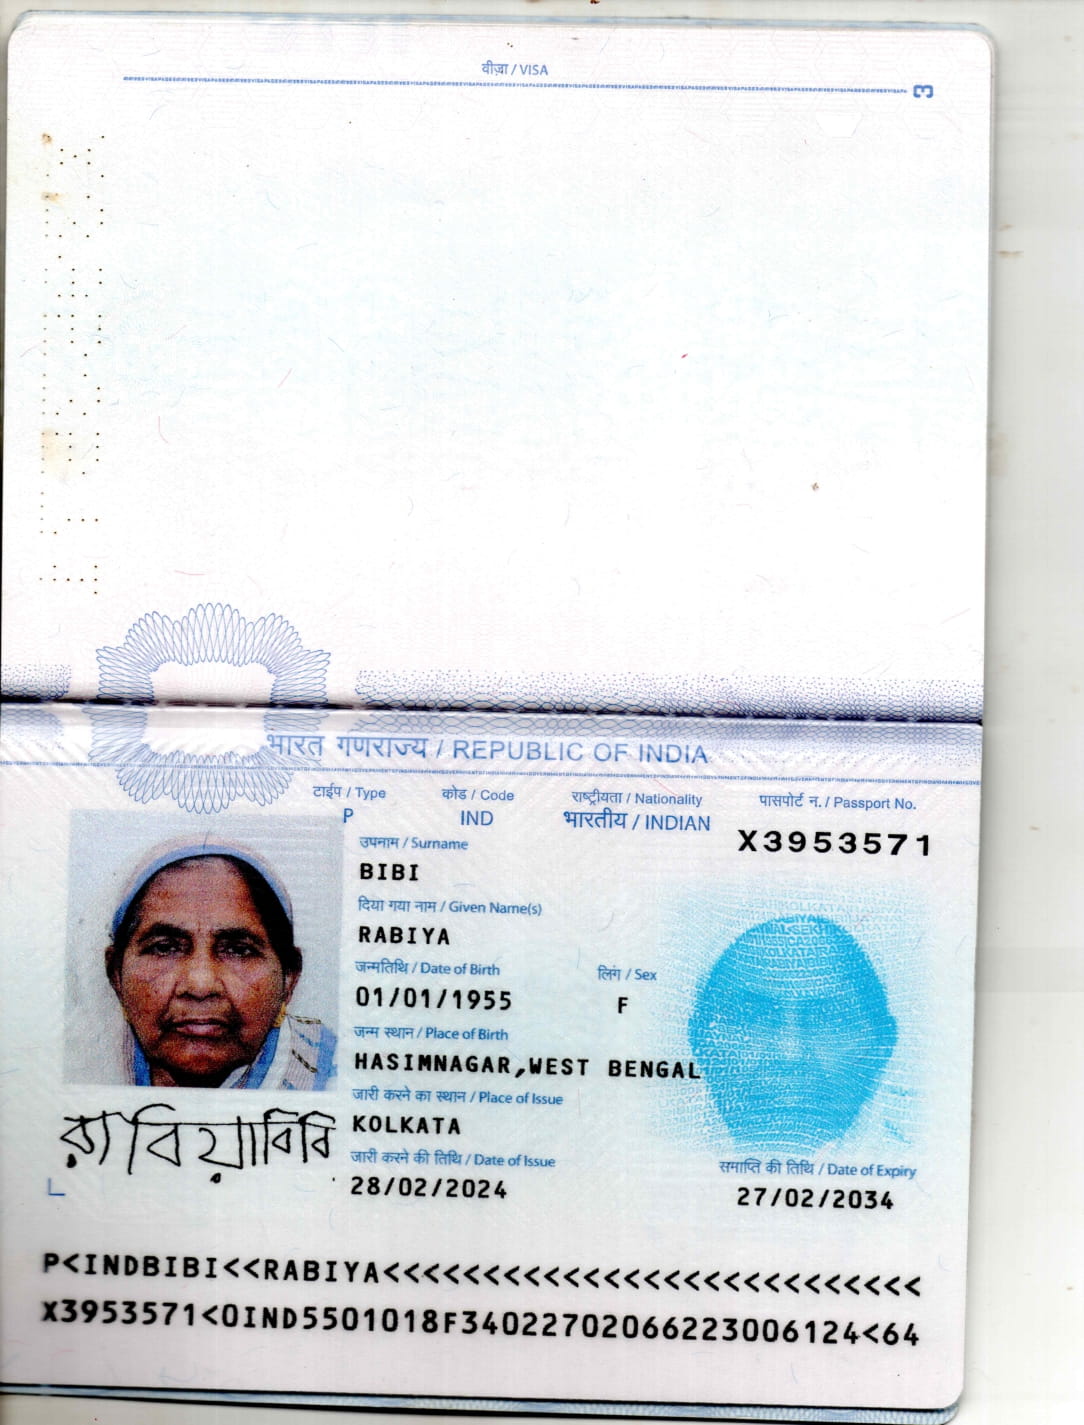 वीज़ा / VISA
3
भारत गणराज्य / REPUBLIC OF INDIA
टाईप / Type कोड / Code राष्ट्रीयता / Nationality पासपोर्ट न. / Passport No.
P IND भारतीय / INDIAN X3953571
उपनाम / Surname
BIBI
दिया गया नाम / Given Name(s)
RABIYA
जन्मतिथि / Date of Birth लिंग / Sex
01/01/1955 F
जन्म स्थान / Place of Birth
HASIMNAGAR,WEST BENGAL
जारी करने का स्थान / Place of Issue
KOLKATA
রাবিয়াবিবি
जारी करने की तिथि / Date of Issue समाप्ति की तिथि / Date of Expiry
28/02/2024 27/02/2034
P<INDBIBI<<RABIYA<<<<<<<<<<<<<<<<<<<<<<<<<<<
X3953571<0IND5501018F34022702066223006124<64